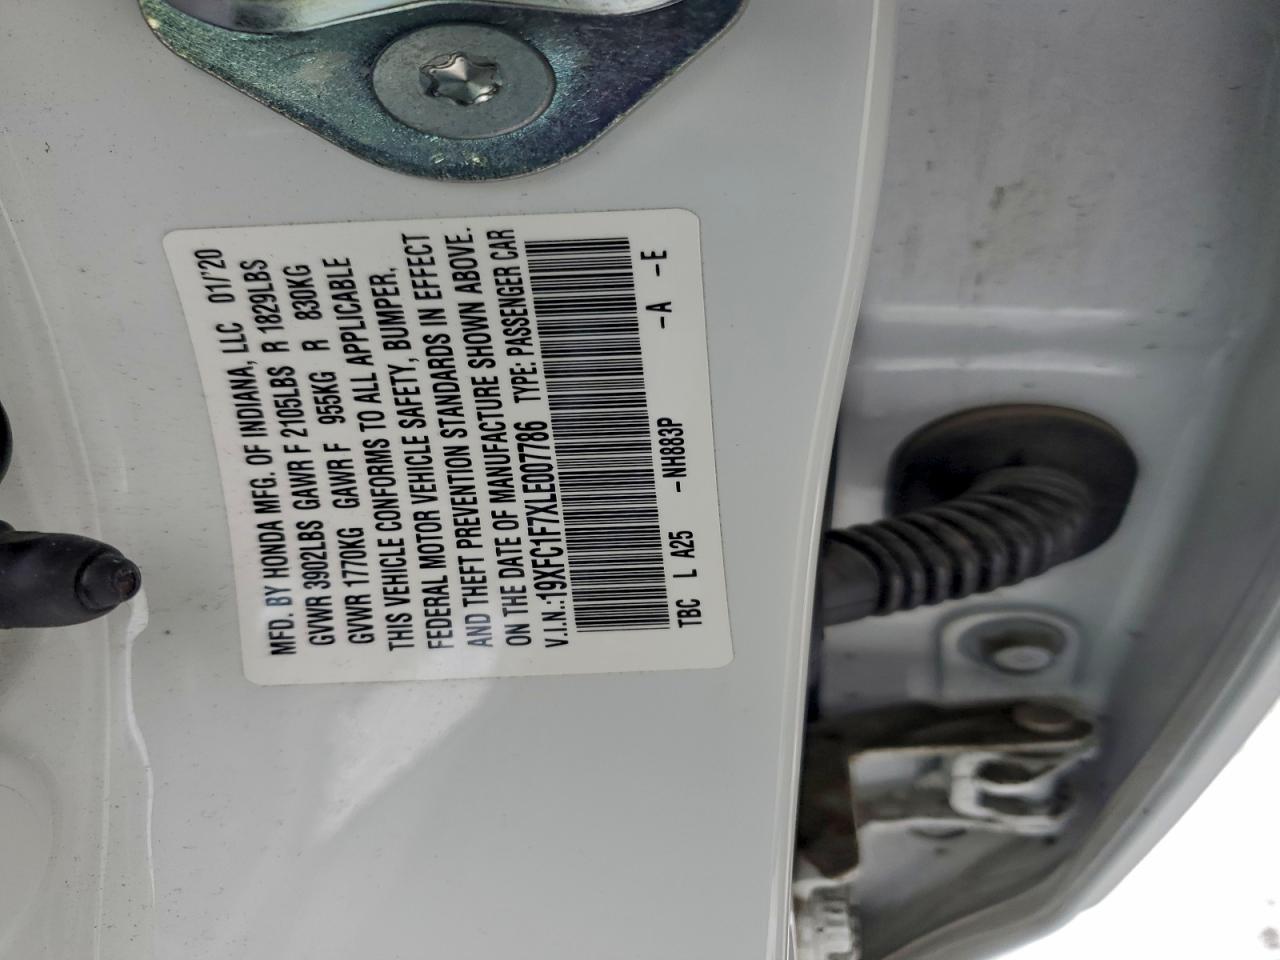 MFD. BY HONDA MFG. OF INDIANA, LLC 01/'20
GVWR 3902LBS GAWR F 2105LBS R 1829LBS
GVWR 1770KG GAWR F 955KG R 830KG
THIS VEHICLE CONFORMS TO ALL APPLICABLE
FEDERAL MOTOR VEHICLE SAFETY, BUMPER,
AND THEFT PREVENTION STANDARDS IN EFFECT
ON THE DATE OF MANUFACTURE SHOWN ABOVE.
V.I.N.:19XFC1F7XLE007786 TYPE: PASSENGER CAR
TBC L A25 -NH883P -A -E